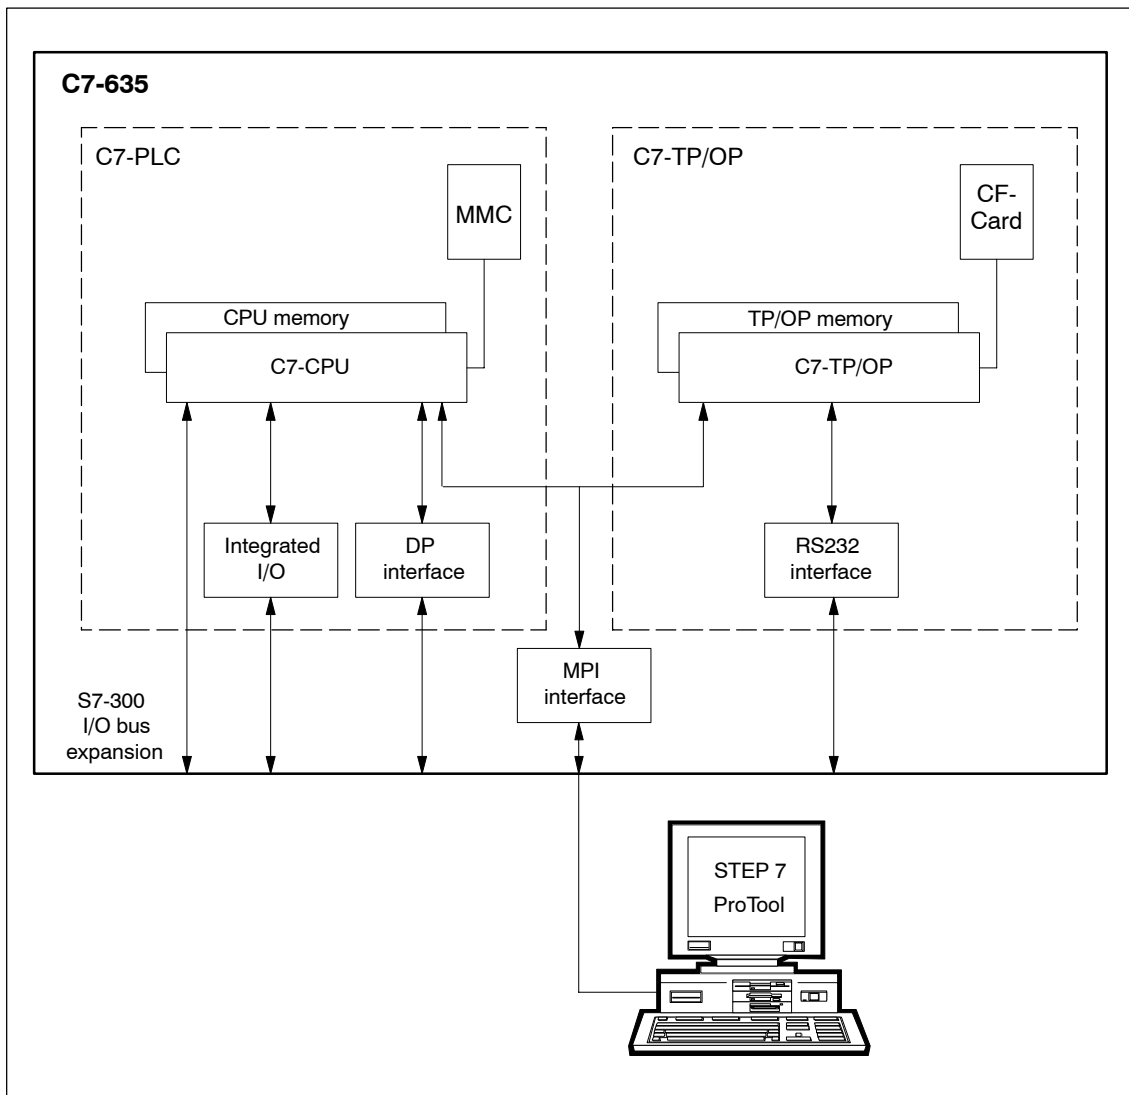 C7-635
C7-PLC
MMC
CPU memory
C7-CPU
Integrated
I/O
DP
interface
C7-TP/OP
CF-
Card
TP/OP memory
C7-TP/OP
RS232
interface
MPI
interface
S7-300
I/O bus
expansion
STEP 7
ProTool